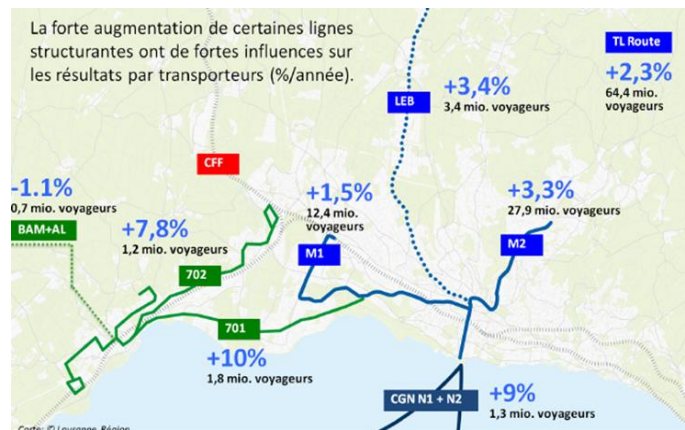 La forte augmentation de certaines lignes
structurantes ont de fortes influences sur
les résultats par transporteurs (%/année).
TL Route
+2,3%
64,4 mio.
voyageurs
LEB
+3,4%
3,4 mio. voyageurs
CFF
-1.1%
0,7 mio. voyageurs
BAM+AL
+7,8%
1,2 mio. voyageurs
702
+1,5%
12,4 mio.
voyageurs
M1
+3,3%
27,9 mio. voyageurs
M2
701
+10%
1,8 mio. voyageurs
CGN N1 + N2
+9%
1,3 mio. voyageurs
Carte: © Lausanne Région